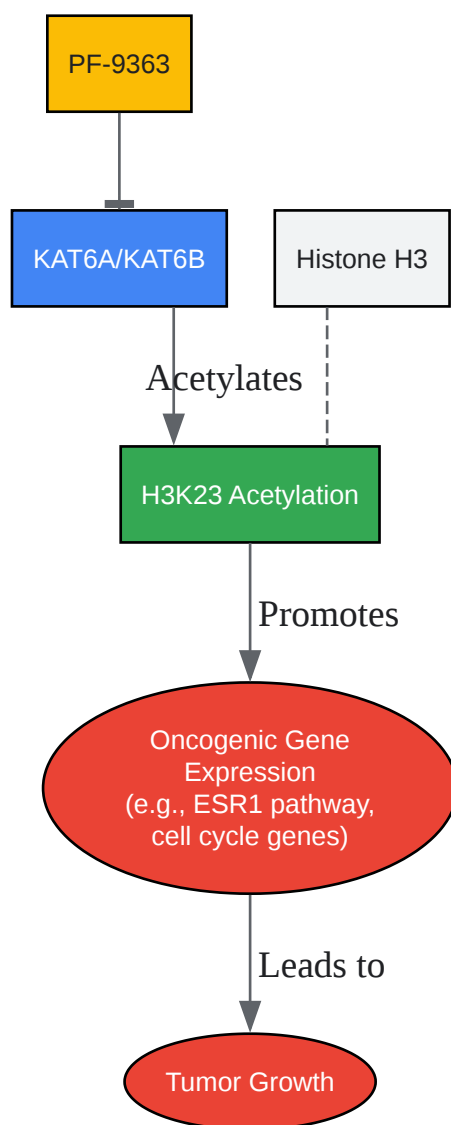 PF-9363
KAT6A/KAT6B
Histone H3
Acetylates
H3K23 Acetylation
Promotes
Oncogenic Gene
Expression
(e.g., ESR1 pathway,
cell cycle genes)
Leads to
Tumor Growth